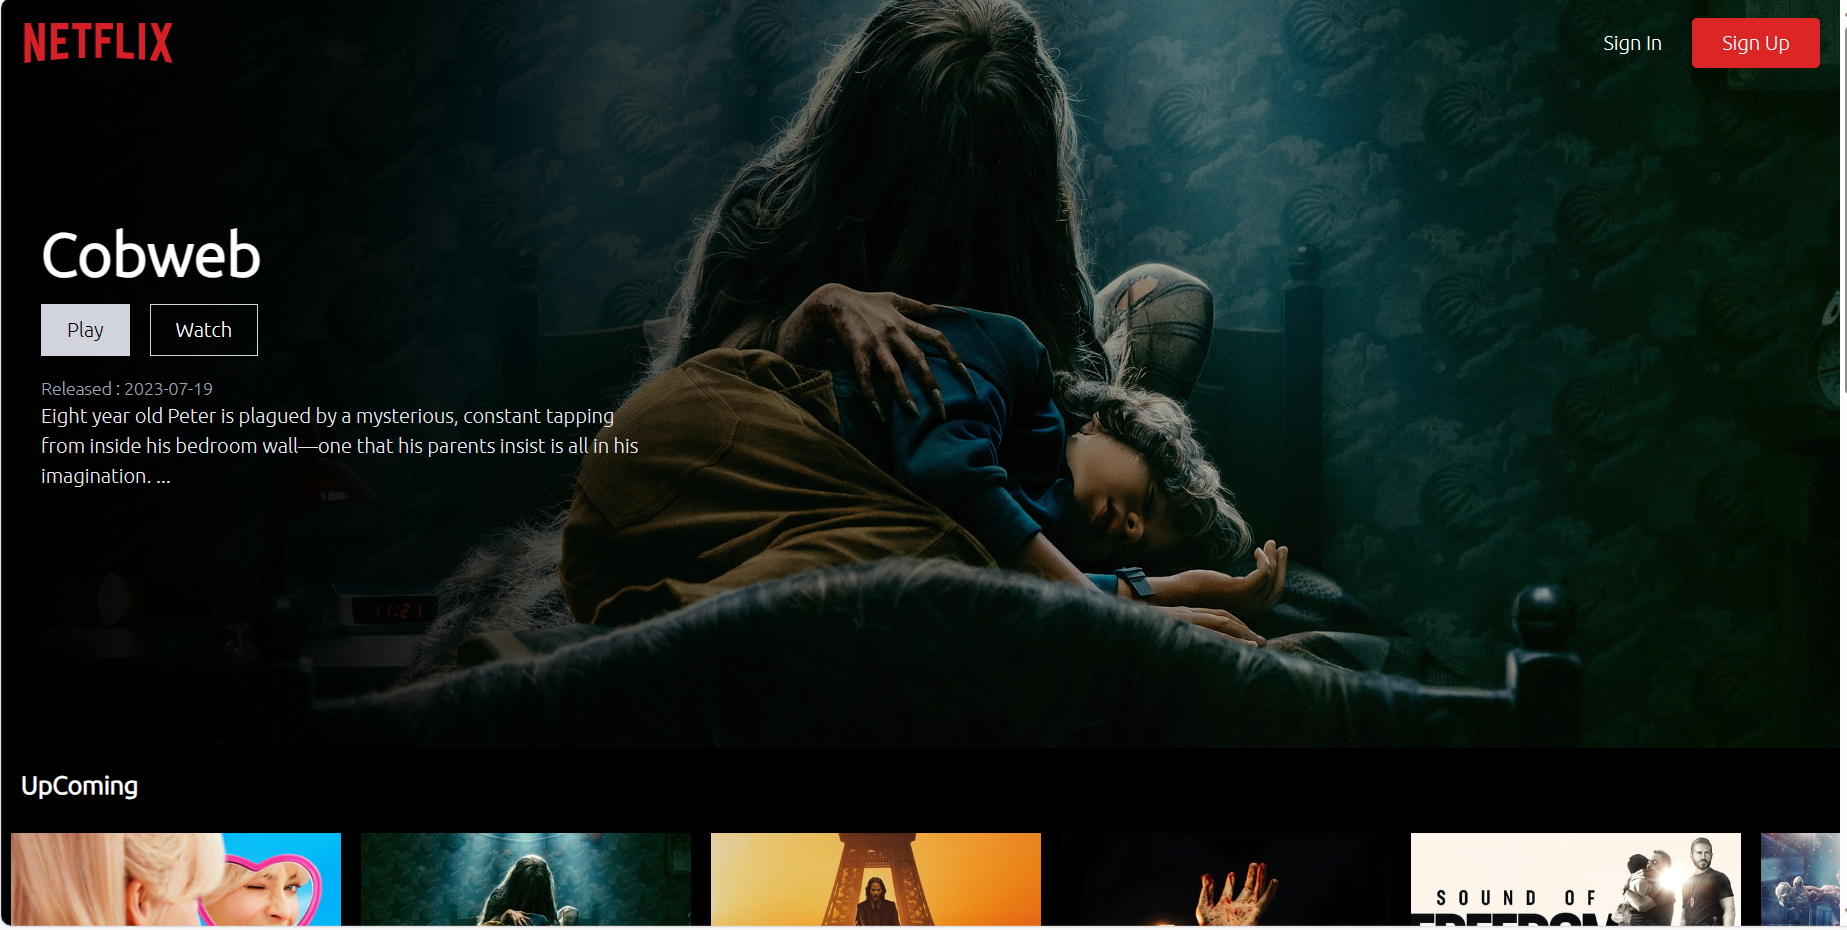 NETFLIX
Sign In
Sign Up
Cobweb
Play
Watch
Released : 2023-07-19
Eight year old Peter is plagued by a mysterious, constant tapping
from inside his bedroom wall—one that his parents insist is all in his
imagination. ...
11:21
UpComing
SOUND OF
FREEDOM